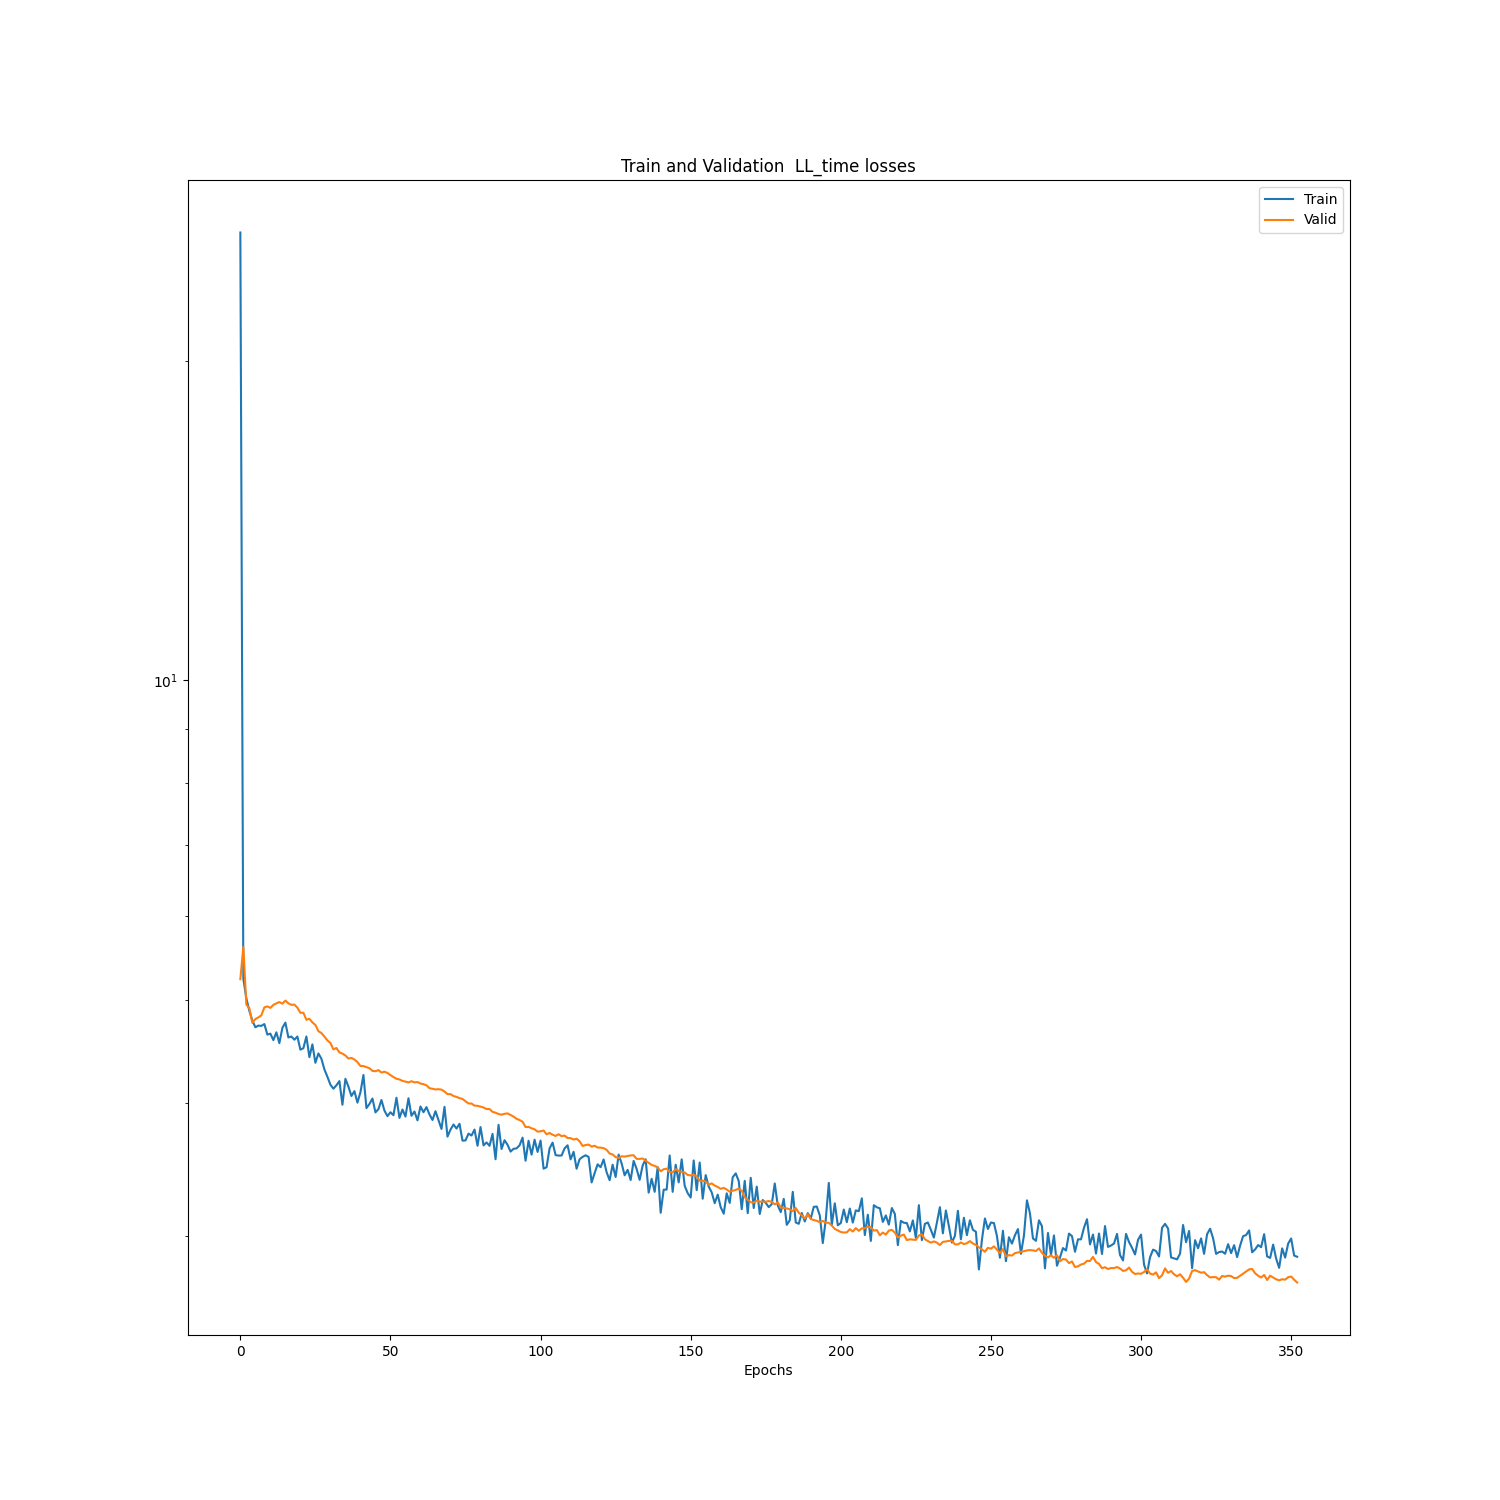 Train and Validation  LL_time losses
Train
Valid
10¹
0 50 100 150 200 250 300 350
Epochs